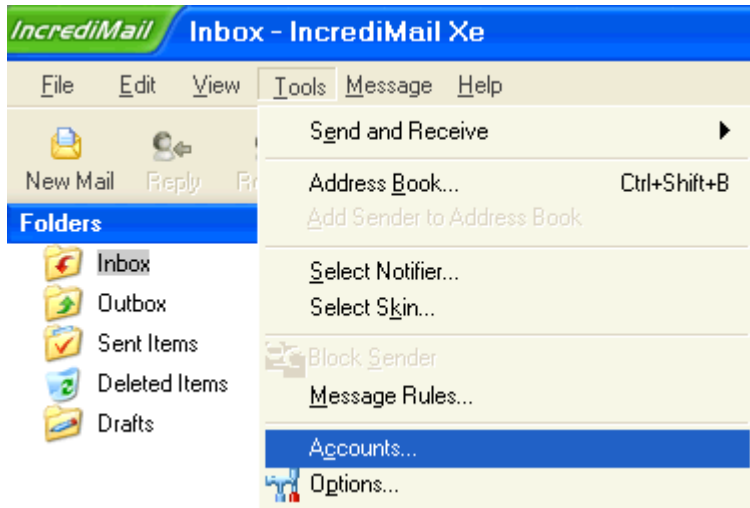 IncrediMail Inbox - IncrediMail Xe
File Edit View Tools Message Help
New Mail Reply
Folders
Inbox
Outbox
Sent Items
Deleted Items
Drafts
Send and Receive
Address Book... Ctrl+Shift+B
Add Sender to Address Book
Select Notifier...
Select Skin...
Block Sender
Message Rules...
Accounts...
Options...